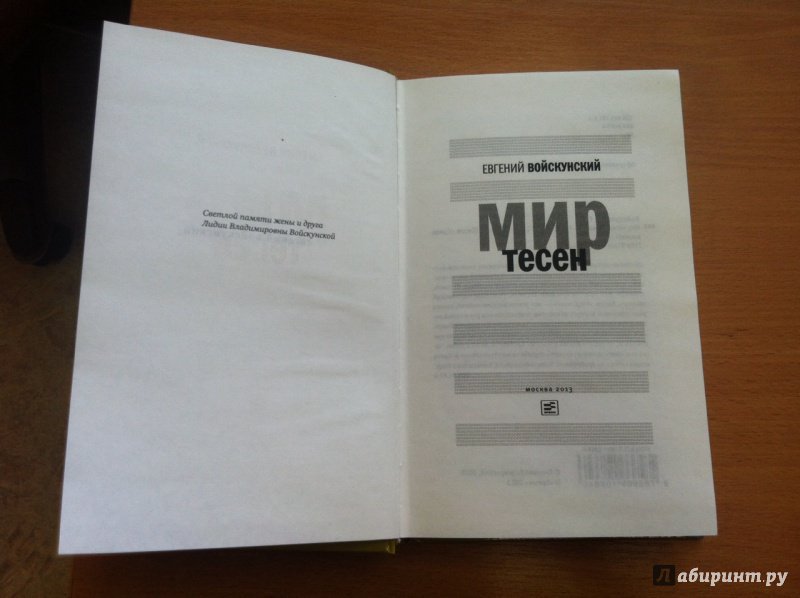 Светлой памяти жены и друга
Лидии Владимировны Войскунской
ЕВГЕНИЙ ВОЙСКУНСКИЙ
МИР
ТЕСЕН
МОСКВА 2013
Лабиринт.ру